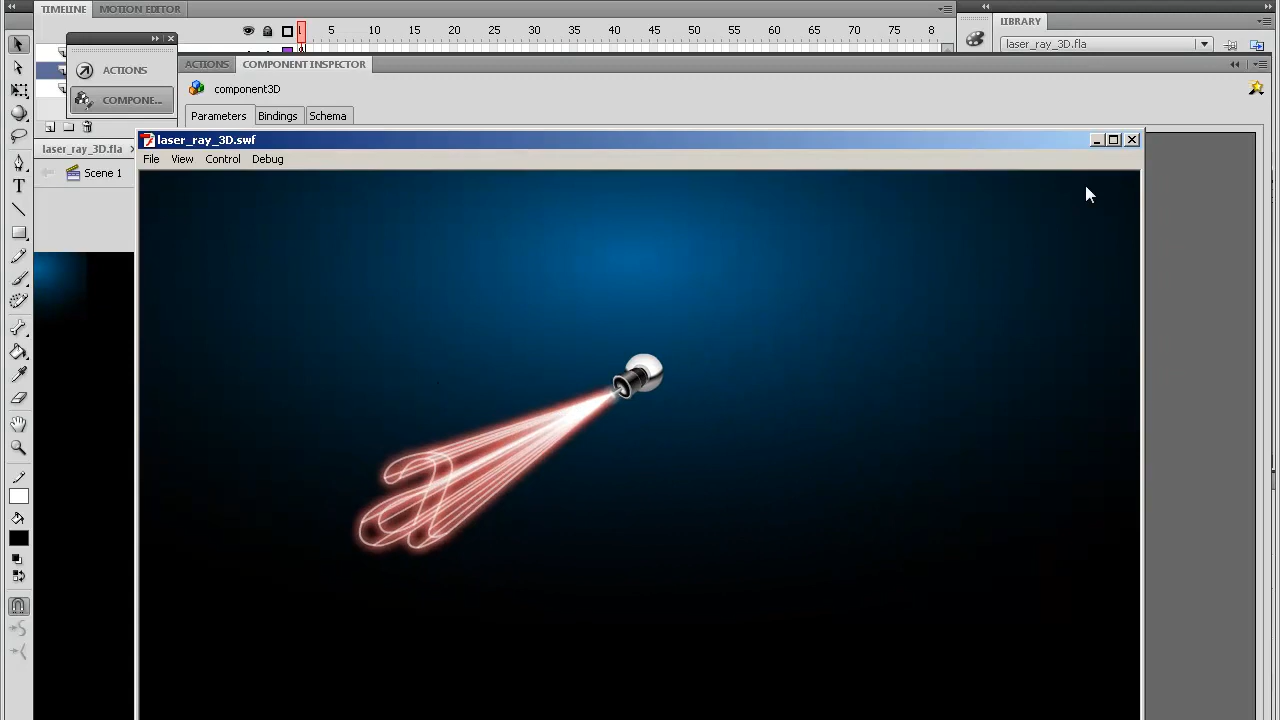 TIMELINE MOTION EDITOR
LIBRARY
5 10 15 20 25 30 35 40 45 50 55 60 65 70 75 8
laser_ray_3D.fla
ACTIONS
COMPONE...
ACTIONS COMPONENT INSPECTOR
component3D
Parameters Bindings Schema
laser_ray_3D.fla
Scene 1
laser_ray_3D.swf
File View Control Debug
T